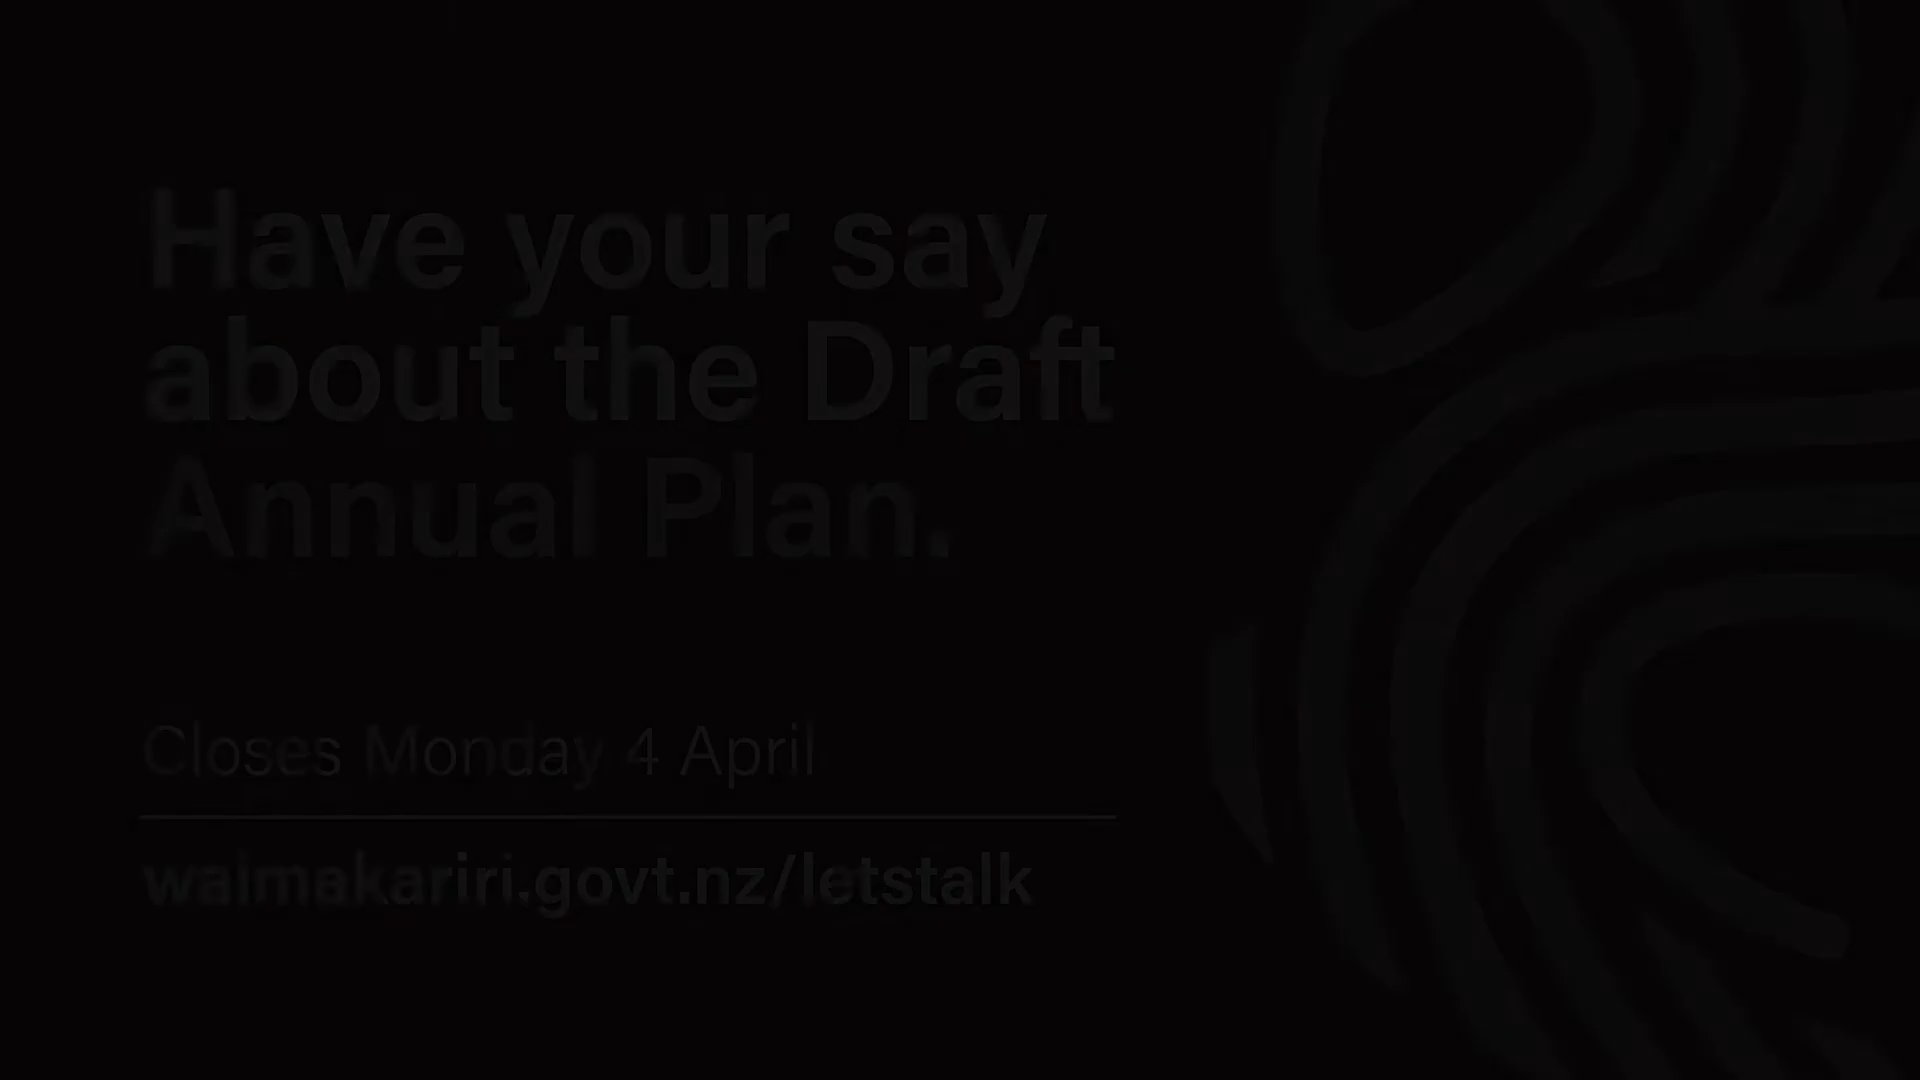 Have your say
about the Draft
Annual Plan.
Closes Monday 4 April
waimakariri.govt.nz/letstalk